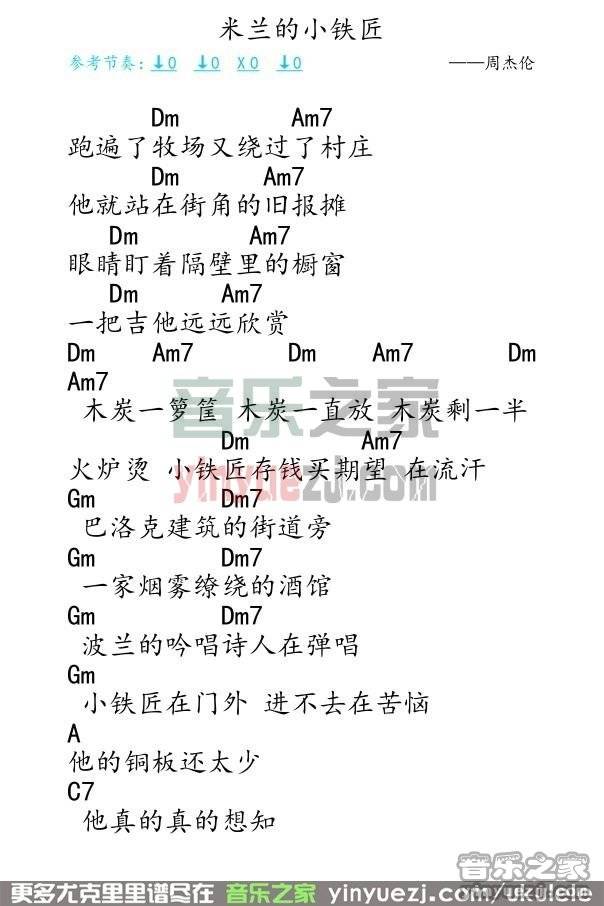 米兰的小铁匠
参考节奏：↓0 ↓0 X0 ↓0 ——周杰伦
Dm Am7
跑遍了牧场又绕过了村庄
Dm Am7
他就站在街角的旧报摊
Dm Am7
眼睛盯着隔壁里的橱窗
Dm Am7
一把吉他远远欣赏
Dm Am7 Dm Am7 Dm
Am7
木炭一箩筐 木炭一直放 木炭剩一半
Dm Am7
火炉烫 小铁匠存钱买期望 在流汗
Gm Dm7
巴洛克建筑的街道旁
Gm Dm7
一家烟雾缭绕的酒馆
Gm Dm7
波兰的吟唱诗人在弹唱
Gm
小铁匠在门外 进不去在苦恼
A
他的铜板还太少
C7
他真的真的想知
音乐之家
yinyuezj.com
音乐之家
yinyuezj.com
更多尤克里里谱尽在 音乐之家 yinyuezj.com/ukulele